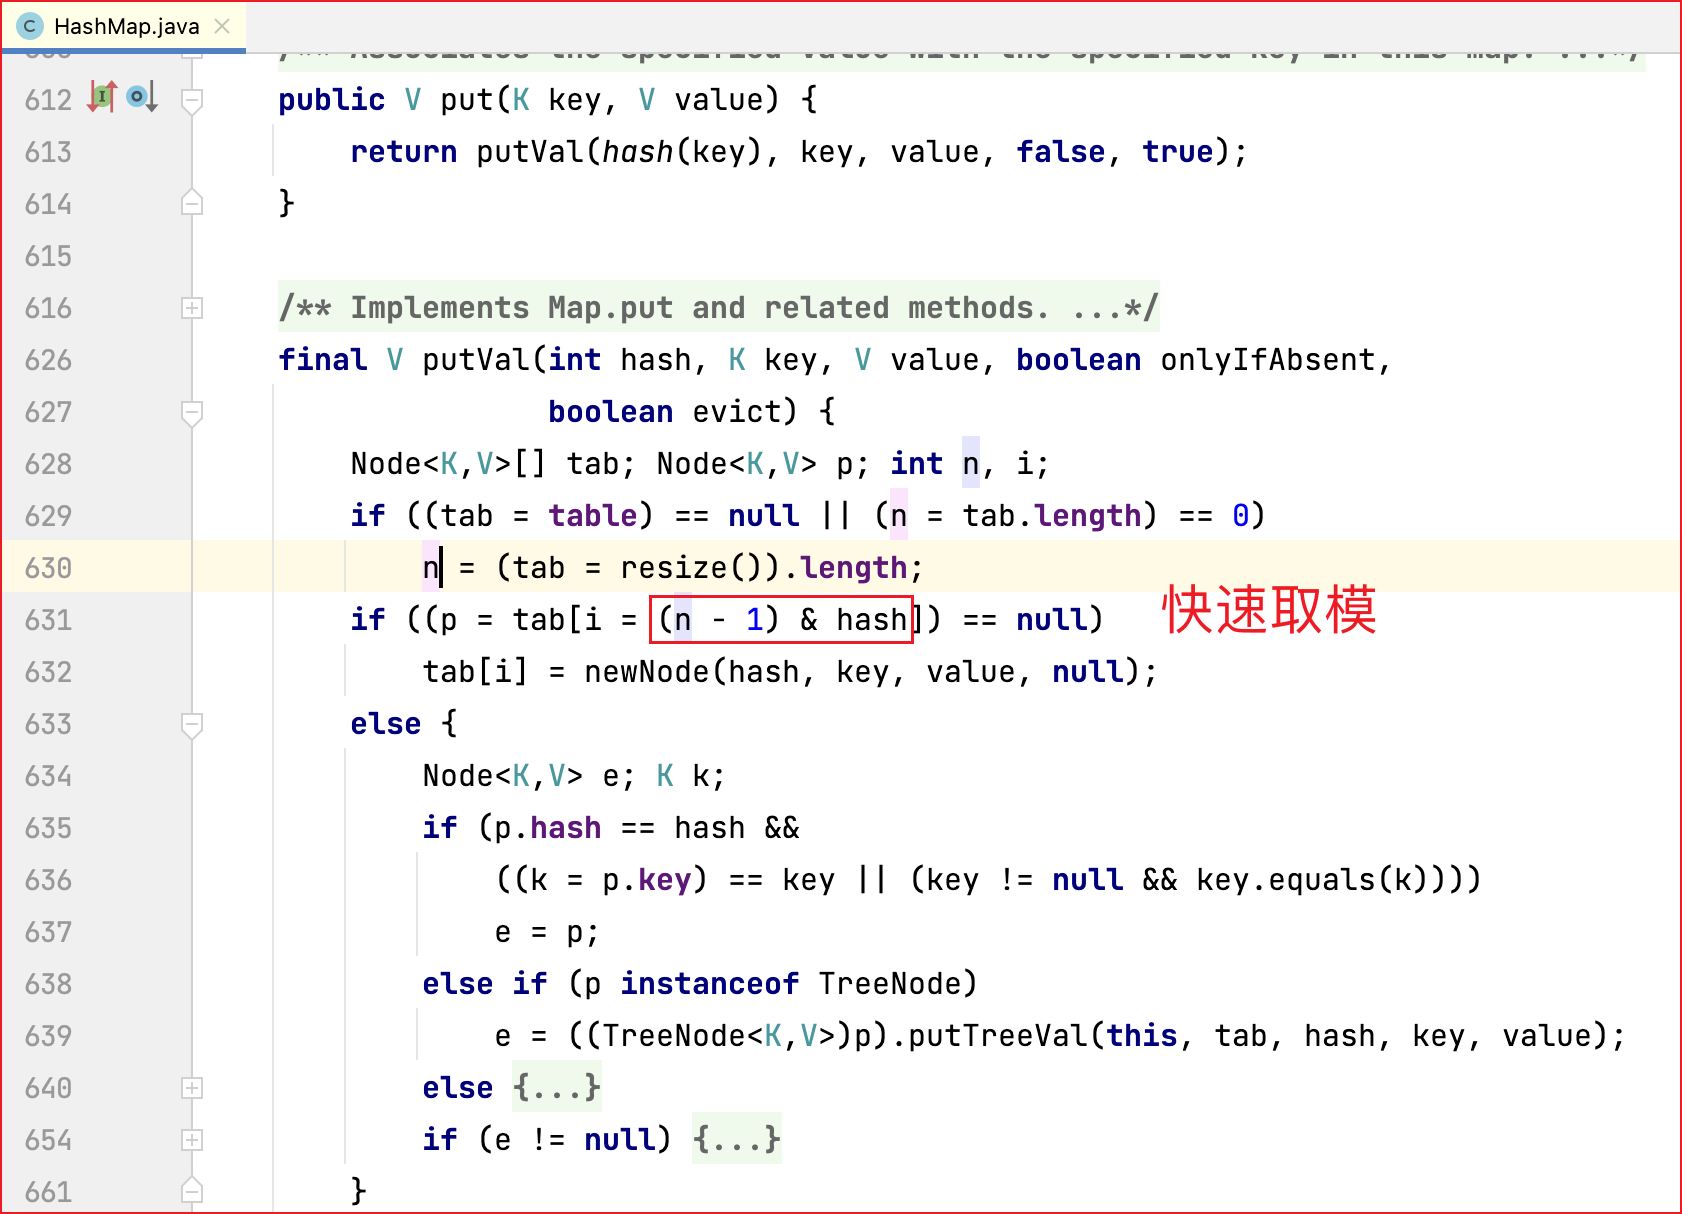 HashMap.java
/** Associates the specified value with the specified key in this map. ...*/
612 public V put(K key, V value) {
613 return putVal(hash(key), key, value, false, true);
614 }
615
616 /** Implements Map.put and related methods. ...*/
626 final V putVal(int hash, K key, V value, boolean onlyIfAbsent,
627 boolean evict) {
628 Node<K,V>[] tab; Node<K,V> p; int n, i;
629 if ((tab = table) == null || (n = tab.length) == 0)
630 n = (tab = resize()).length;
631 if ((p = tab[i = (n - 1) & hash]) == null) 快速取模
632 tab[i] = newNode(hash, key, value, null);
633 else {
634 Node<K,V> e; K k;
635 if (p.hash == hash &&
636 ((k = p.key) == key || (key != null && key.equals(k))))
637 e = p;
638 else if (p instanceof TreeNode)
639 e = ((TreeNode<K,V>)p).putTreeVal(this, tab, hash, key, value);
640 else {...}
654 if (e != null) {...}
661 }